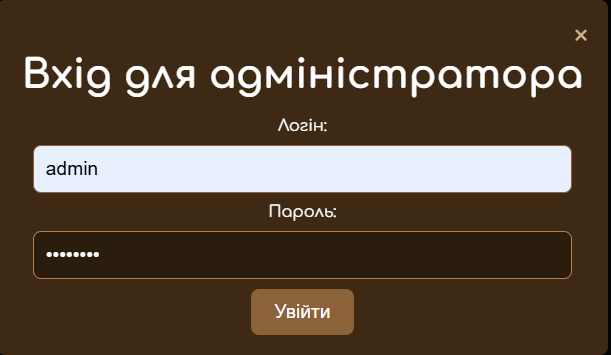 ×
Вхід для адміністратора
Логін:
admin
Пароль:
••••••••
Увійти